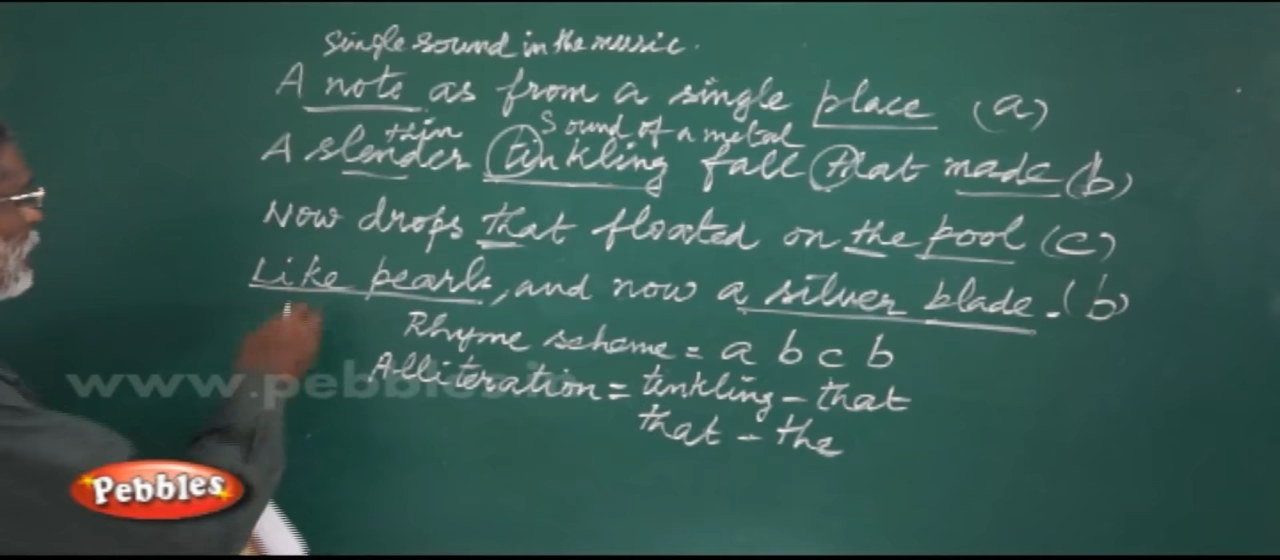 single sound in the music.
A note as from a single place (a)
thin Sound of a metal
A slender tinkling fall that made (b)
Now drops that floated on the pool (c)
Like pearls, and now a silver blade. (b)
Rhyme scheme = a b c b
Alliteration = tinkling - that
that - the
www.pebbles.in
Pebbles